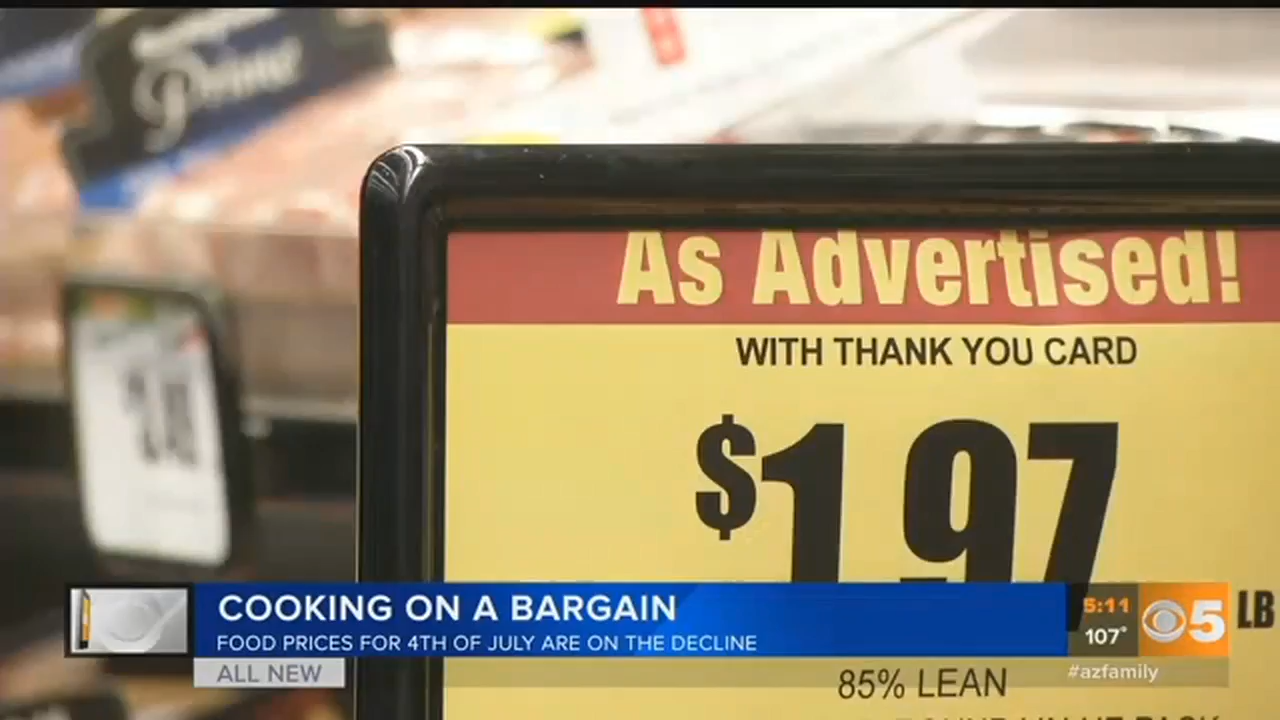 Prime
As Advertised!
WITH THANK YOU CARD
$1.97
LB
COOKING ON A BARGAIN
FOOD PRICES FOR 4TH OF JULY ARE ON THE DECLINE
ALL NEW
5:11
107°
5
#azfamily
85% LEAN